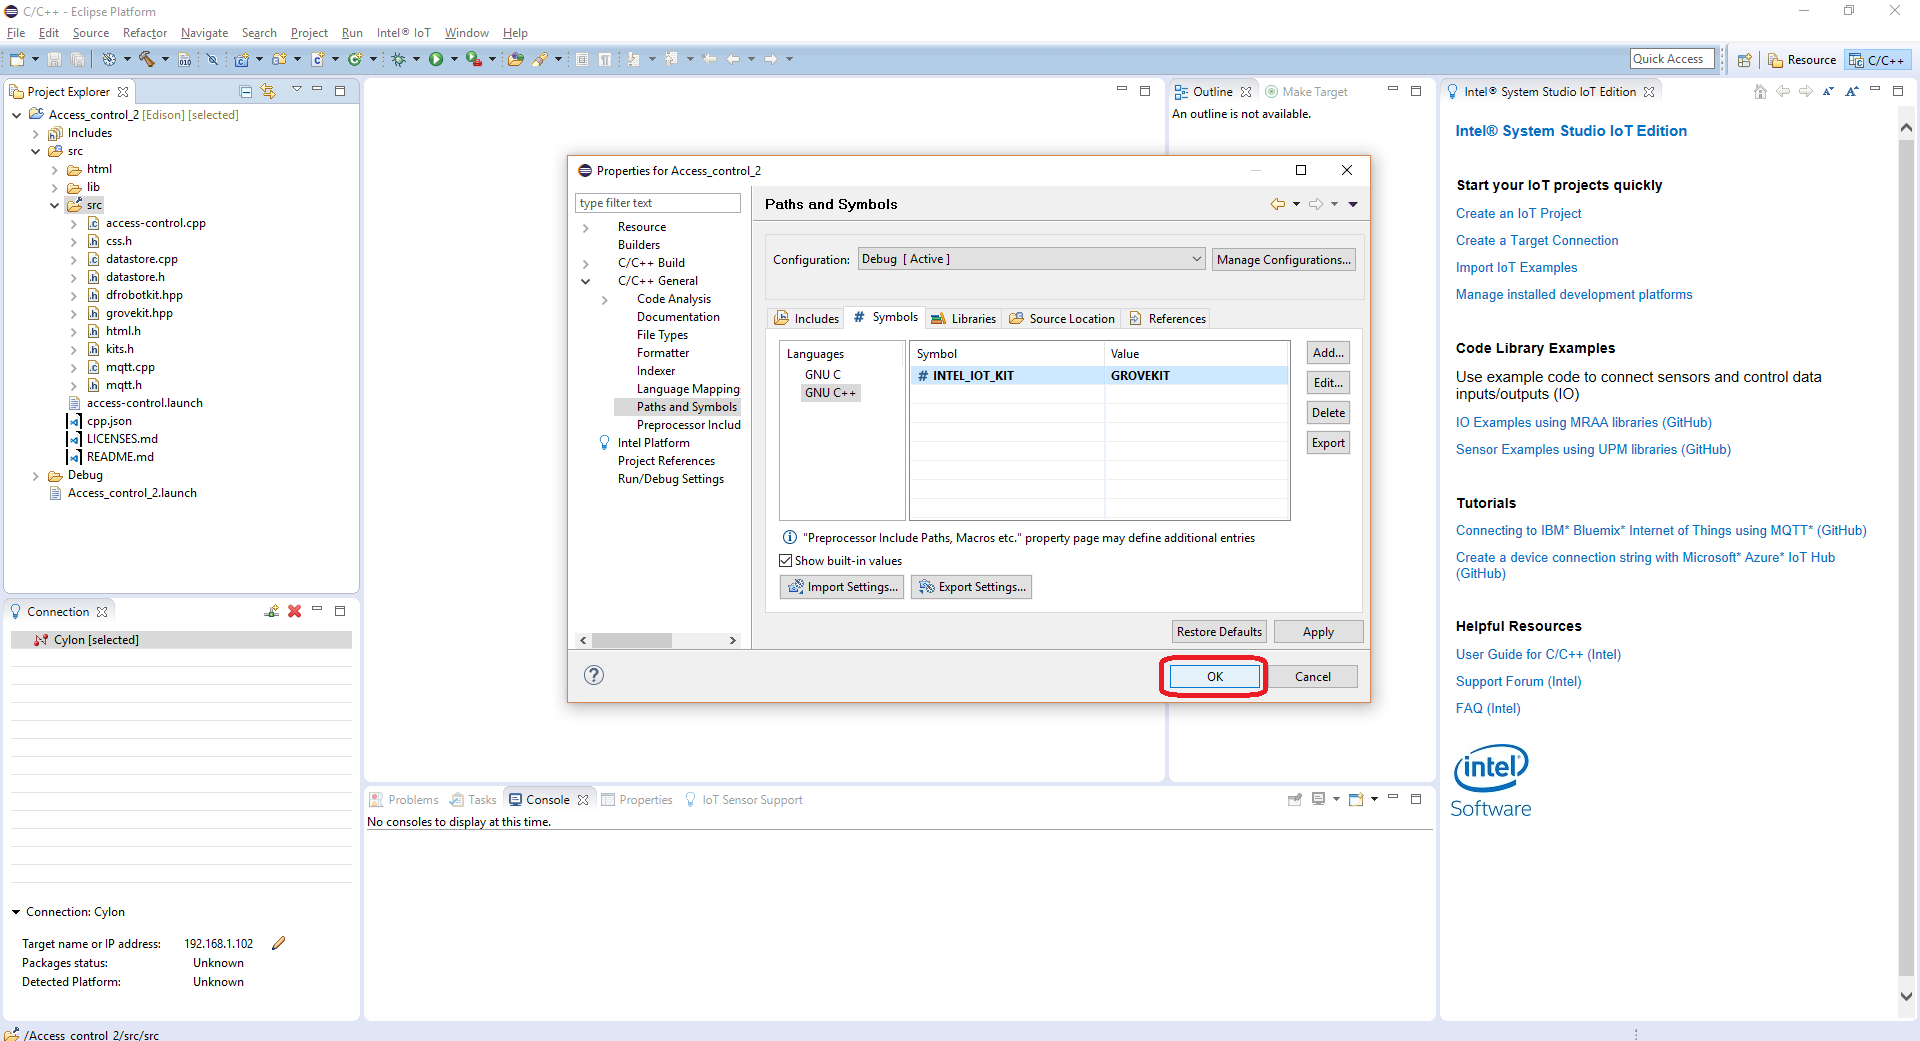 C/C++ - Eclipse Platform
File Edit Source Refactor Navigate Search Project Run Intel® IoT Window Help
Quick Access
Resource
C/C++
Project Explorer
Access_control_2 [Edison] [selected]
Includes
src
html
lib
src
access-control.cpp
css.h
datastore.cpp
datastore.h
dfrobotkit.hpp
grovekit.hpp
html.h
kits.h
mqtt.cpp
mqtt.h
access-control.launch
cpp.json
LICENSES.md
README.md
Debug
Access_control_2.launch
Connection
Cylon [selected]
Connection: Cylon
Target name or IP address: 192.168.1.102
Packages status: Unknown
Detected Platform: Unknown
/Access_control_2/src/src
Outline
Make Target
An outline is not available.
Properties for Access_control_2
type filter text
Resource
Builders
C/C++ Build
C/C++ General
Code Analysis
Documentation
File Types
Formatter
Indexer
Language Mapping
Paths and Symbols
Preprocessor Includ
Intel Platform
Project References
Run/Debug Settings
Paths and Symbols
Configuration: Debug [ Active ] Manage Configurations...
Includes # Symbols Libraries Source Location References
Languages
GNU C
GNU C++
Symbol Value
# INTEL_IOT_KIT GROVEKIT
Add...
Edit...
Delete
Export
"Preprocessor Include Paths, Macros etc." property page may define additional entries
Show built-in values
Import Settings... Export Settings...
Restore Defaults Apply
OK Cancel
Problems Tasks Console Properties IoT Sensor Support
No consoles to display at this time.
Intel® System Studio IoT Edition
Intel® System Studio IoT Edition
Start your IoT projects quickly
Create an IoT Project
Create a Target Connection
Import IoT Examples
Manage installed development platforms
Code Library Examples
Use example code to connect sensors and control data
inputs/outputs (IO)
IO Examples using MRAA libraries (GitHub)
Sensor Examples using UPM libraries (GitHub)
Tutorials
Connecting to IBM* Bluemix* Internet of Things using MQTT* (GitHub)
Create a device connection string with Microsoft* Azure* IoT Hub
(GitHub)
Helpful Resources
User Guide for C/C++ (Intel)
Support Forum (Intel)
FAQ (Intel)
intel
Software